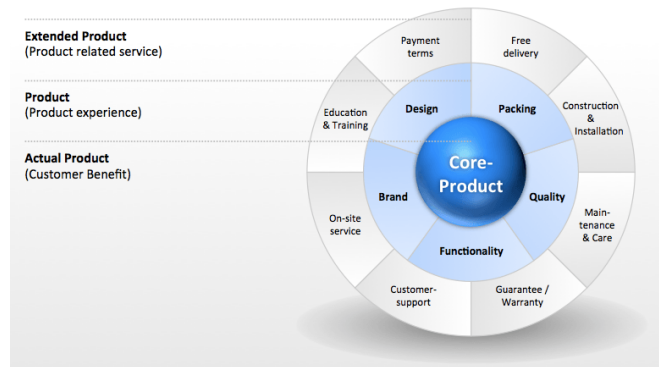 Extended Product
(Product related service)
Product
(Product experience)
Actual Product
(Customer Benefit)
Payment
terms
Free
delivery
Education
& Training
Design
Packing
Construction
&
Installation
Core-
Product
Brand
Quality
On-site
service
Main-
tenance
& Care
Functionality
Customer-
support
Guarantee /
Warranty